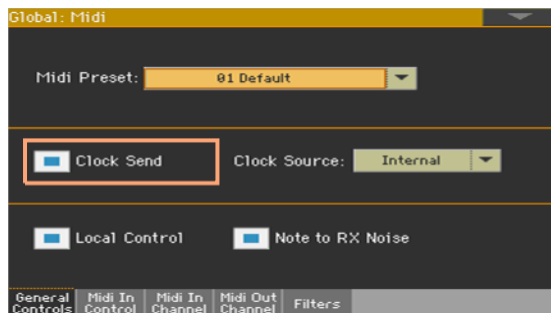 Global: Midi
Midi Preset: 01 Default
Clock Send Clock Source: Internal
Local Control Note to RX Noise
General Controls Midi In Control Midi In Channel Midi Out Channel Filters